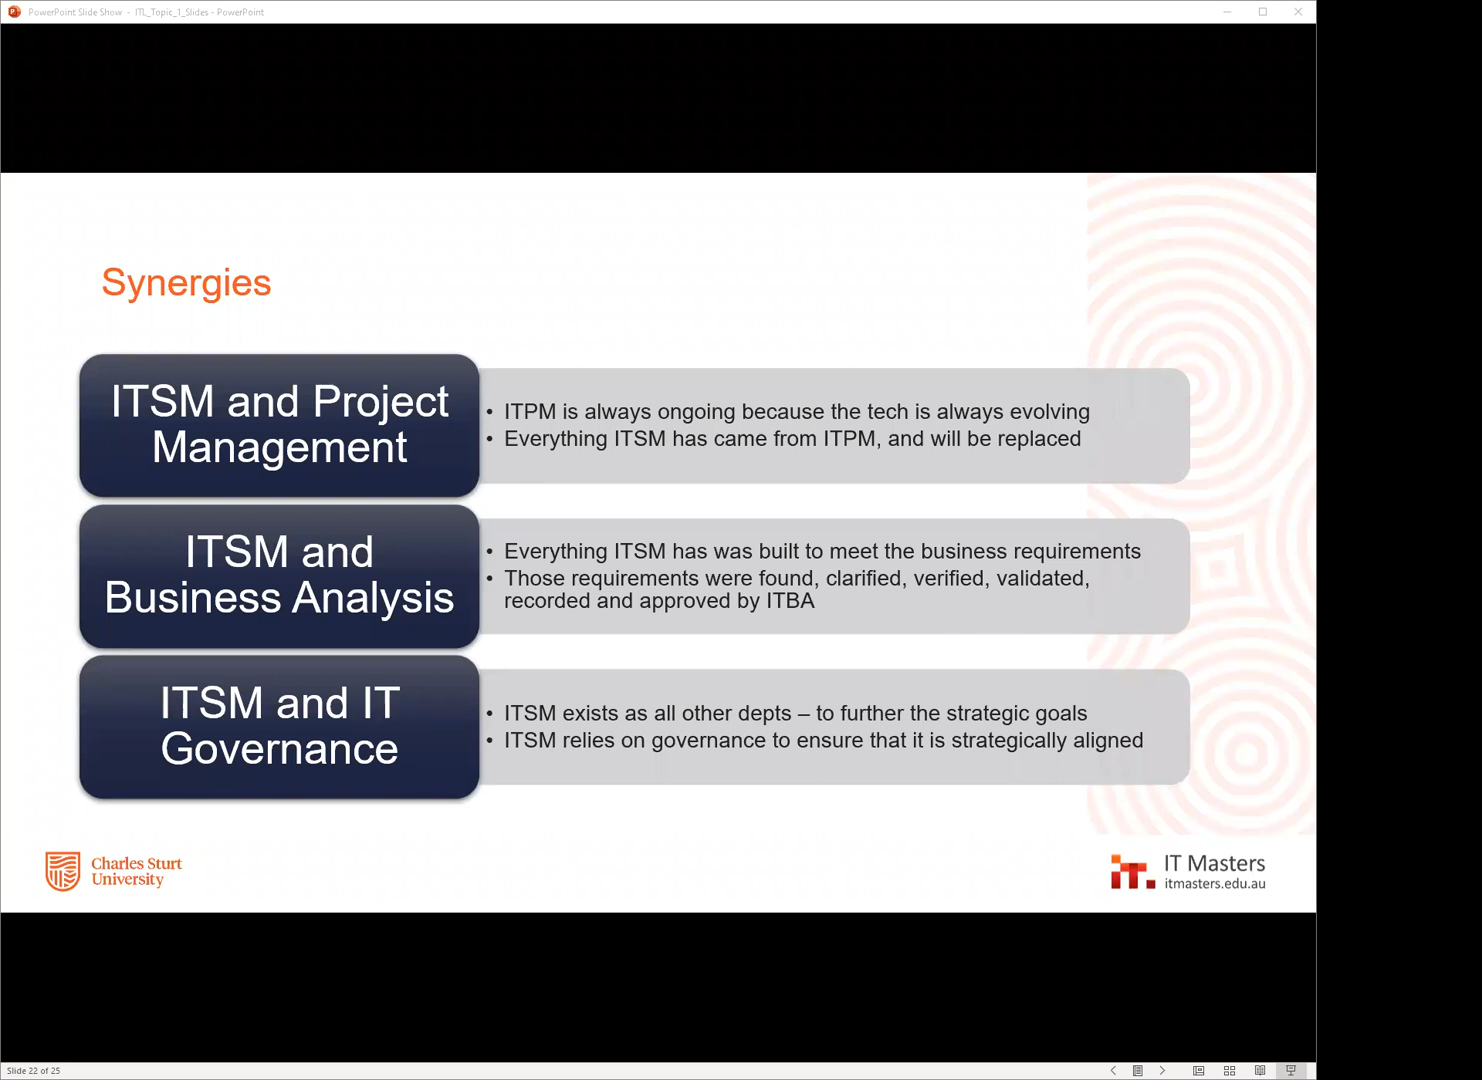 PowerPoint Slide Show - ITL_Topic_1_Slides - PowerPoint
Synergies
ITSM and Project
Management
• ITPM is always ongoing because the tech is always evolving
• Everything ITSM has came from ITPM, and will be replaced
ITSM and
Business Analysis
• Everything ITSM has was built to meet the business requirements
• Those requirements were found, clarified, verified, validated,
recorded and approved by ITBA
ITSM and IT
Governance
• ITSM exists as all other depts – to further the strategic goals
• ITSM relies on governance to ensure that it is strategically aligned
Charles Sturt
University
it.
IT Masters
itmasters.edu.au
Slide 22 of 25